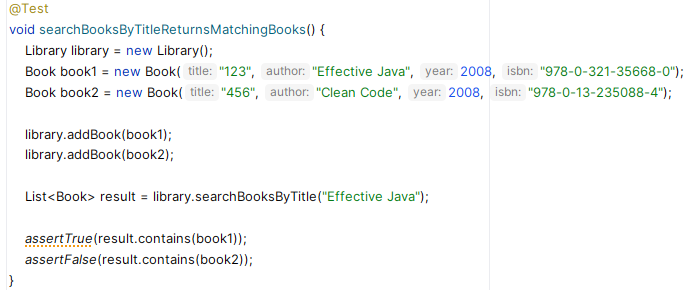 @Test
void searchBooksByTitleReturnsMatchingBooks() {
Library library = new Library();
Book book1 = new Book( title: "123", author: "Effective Java", year: 2008, isbn: "978-0-321-35668-0");
Book book2 = new Book( title: "456", author: "Clean Code", year: 2008, isbn: "978-0-13-235088-4");
library.addBook(book1);
library.addBook(book2);
List<Book> result = library.searchBooksByTitle("Effective Java");
assertTrue(result.contains(book1));
assertFalse(result.contains(book2));
}